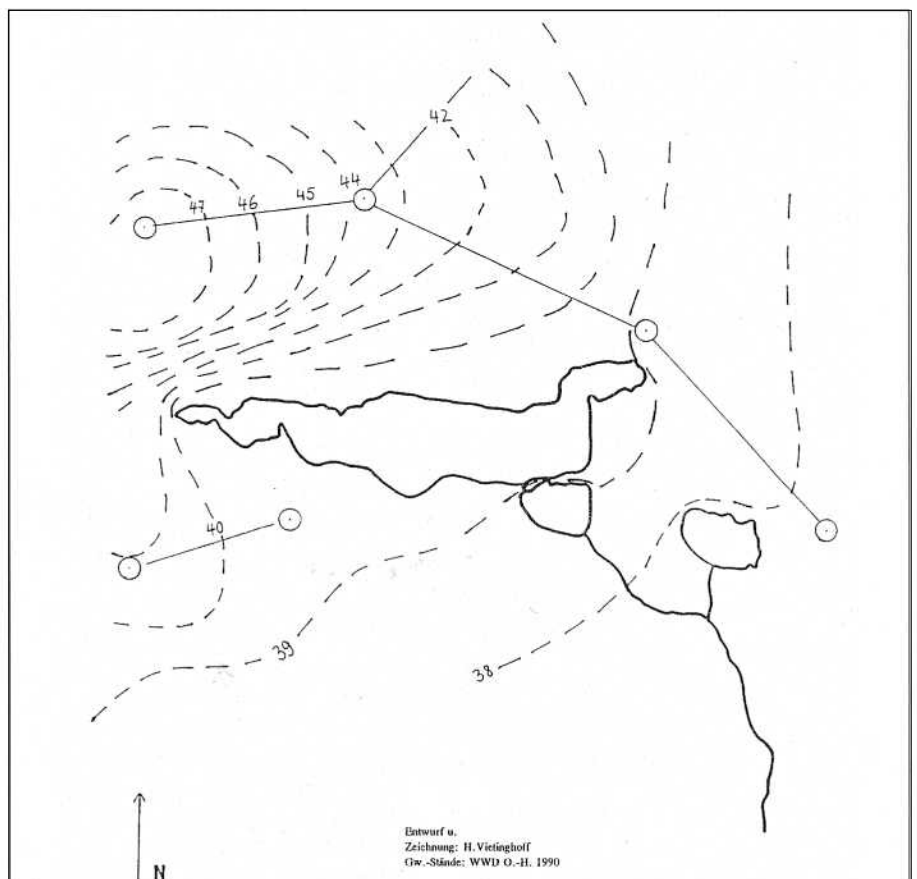 42
47 46 45 44
40
39
38
N
Entwurf u.
Zeichnung: H. Vietinghoff
Gw.-Stände: WWD O.-H. 1990